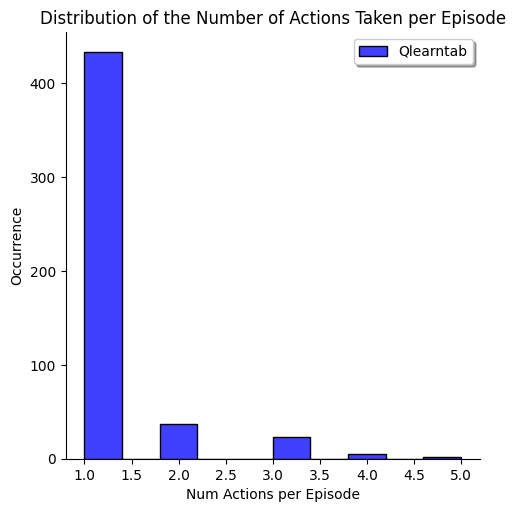 Distribution of the Number of Actions Taken per Episode
Qlearntab
400
300
200
100
0
Occurrence
1.0 1.5 2.0 2.5 3.0 3.5 4.0 4.5 5.0
Num Actions per Episode